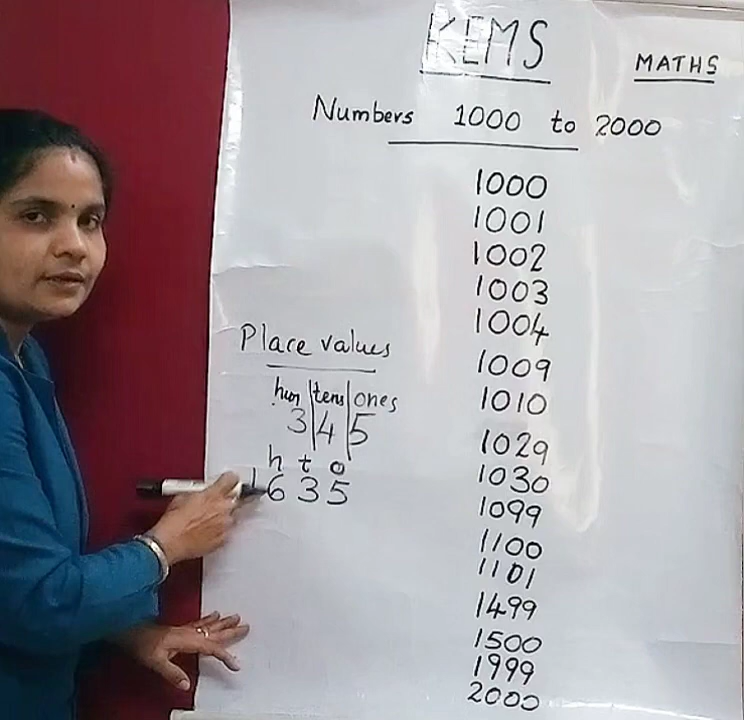 KEMS
MATHS
Numbers 1000 to 2000
1000
1001
1002
1003
1004
1009
1010
1029
1030
1099
1100
1101
1499
1500
1999
2000
Place values
hun tens ones
3 4 5
h t o
1635